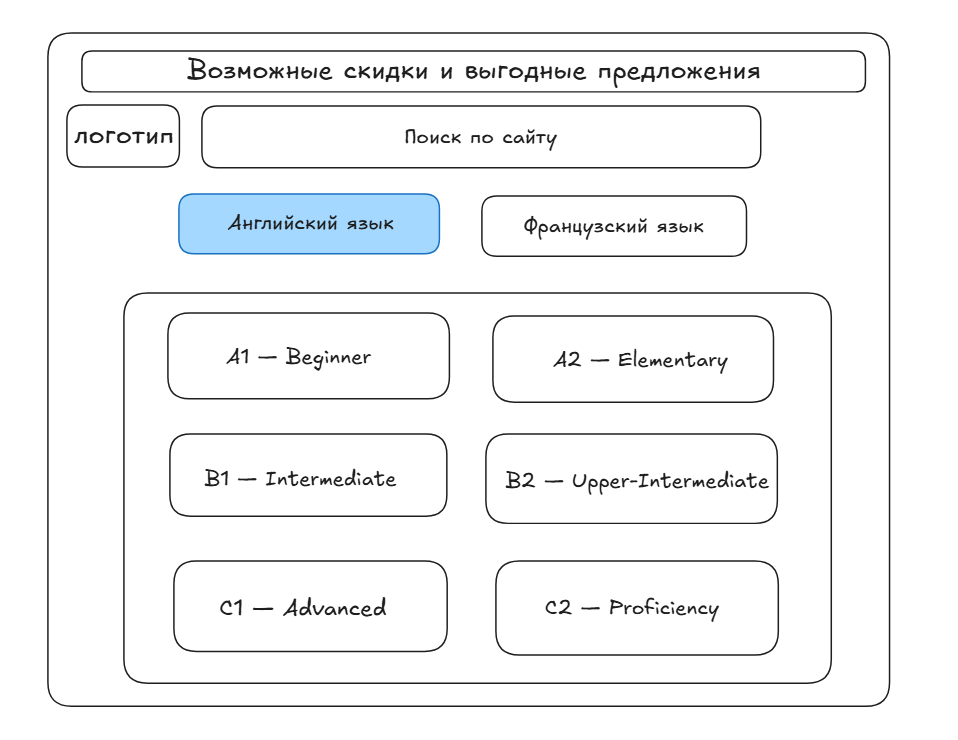 Возможные скидки и выгодные предложения
логотип
Поиск по сайту
Английский язык
Французский язык
A1 — Beginner
A2 — Elementary
B1 — Intermediate
B2 — Upper-Intermediate
C1 — Advanced
C2 — Proficiency